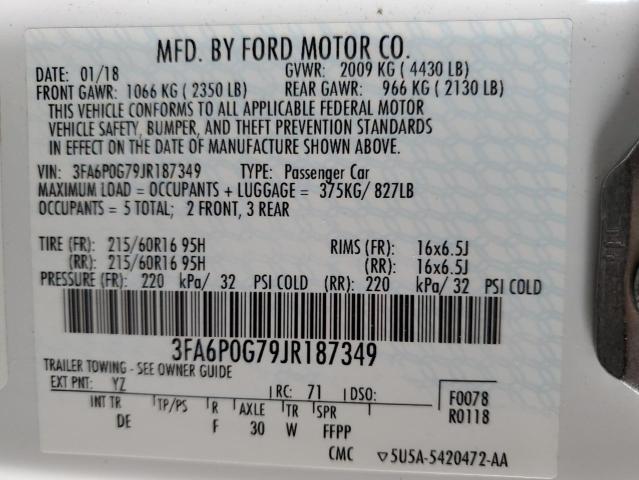 MFD. BY FORD MOTOR CO.
DATE: 01/18 GVWR: 2009 KG ( 4430 LB)
FRONT GAWR: 1066 KG ( 2350 LB) REAR GAWR: 966 KG ( 2130 LB)
THIS VEHICLE CONFORMS TO ALL APPLICABLE FEDERAL MOTOR
VEHICLE SAFETY, BUMPER, AND THEFT PREVENTION STANDARDS
IN EFFECT ON THE DATE OF MANUFACTURE SHOWN ABOVE.
VIN: 3FA6P0G79JR187349 TYPE: Passenger Car
MAXIMUM LOAD = OCCUPANTS + LUGGAGE = 375KG/ 827LB
OCCUPANTS = 5 TOTAL; 2 FRONT, 3 REAR
TIRE (FR): 215/60R16 95H RIMS (FR): 16x6.5J
(RR): 215/60R16 95H (RR): 16x6.5J
PRESSURE (FR): 220 kPa/ 32 PSI COLD (RR): 220 kPa/ 32 PSI COLD
3FA6P0G79JR187349
TRAILER TOWING - SEE OWNER GUIDE
EXT PNT: YZ RC: 71 DSO: F0078
R0118
INT TR TP/PS R AXLE TR SPR
DE F 30 W FFPP
CMC ▽5U5A-5420472-AA